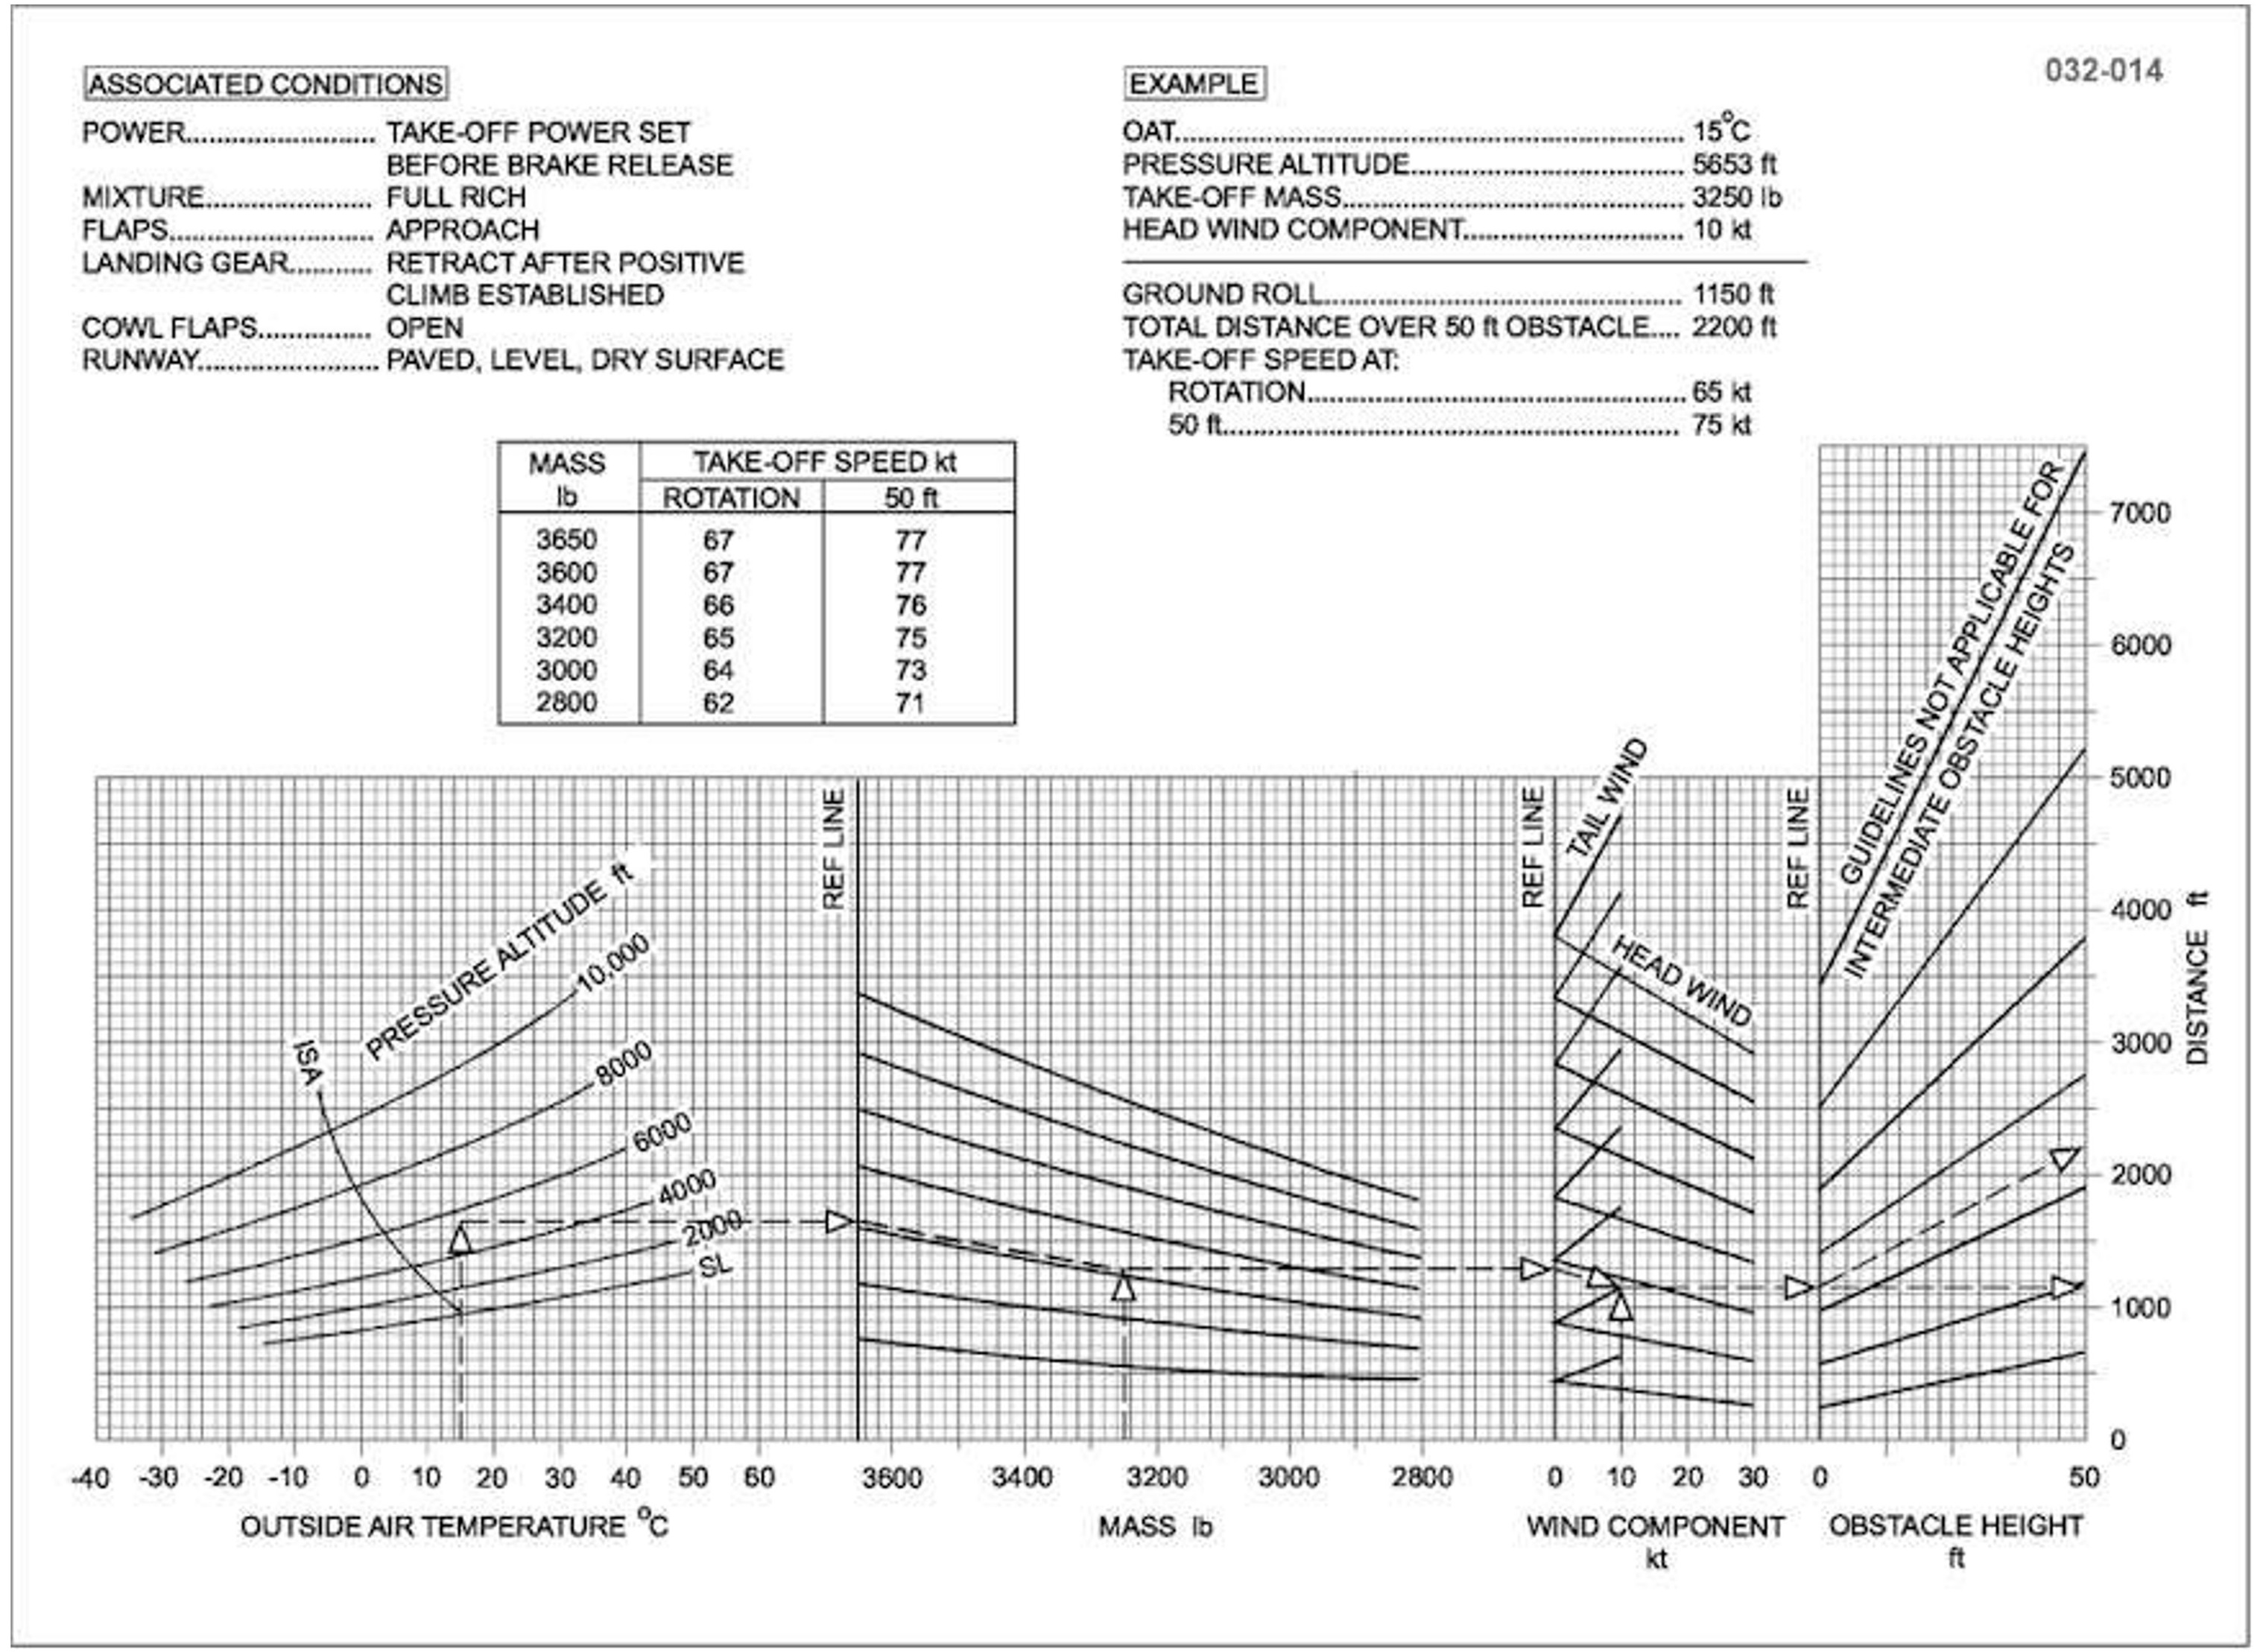 032-014
ASSOCIATED CONDITIONS
POWER.......................... TAKE-OFF POWER SET
BEFORE BRAKE RELEASE
MIXTURE....................... FULL RICH
FLAPS............................ APPROACH
LANDING GEAR........... RETRACT AFTER POSITIVE
CLIMB ESTABLISHED
COWL FLAPS............... OPEN
RUNWAY......................... PAVED, LEVEL, DRY SURFACE
EXAMPLE
OAT...................................................................... 15°C
PRESSURE ALTITUDE..................................... 5653 ft
TAKE-OFF MASS.............................................. 3250 lb
HEAD WIND COMPONENT.............................. 10 kt
GROUND ROLL................................................ 1150 ft
TOTAL DISTANCE OVER 50 ft OBSTACLE.... 2200 ft
TAKE-OFF SPEED AT:
ROTATION................................................... 65 kt
50 ft............................................................. 75 kt
MASS TAKE-OFF SPEED kt
lb ROTATION 50 ft
3650 67 77
3600 67 77
3400 66 76
3200 65 75
3000 64 73
2800 62 71
PRESSURE ALTITUDE ft
ISA
10,000
8000
6000
4000
2000
SL
REF LINE
REF LINE
TAIL WIND
HEAD WIND
REF LINE
GUIDELINES NOT APPLICABLE FOR
INTERMEDIATE OBSTACLE HEIGHTS
7000
6000
5000
4000
3000
2000
1000
0
DISTANCE ft
-40 -30 -20 -10 0 10 20 30 40 50 60
OUTSIDE AIR TEMPERATURE °C
3600 3400 3200 3000 2800
MASS lb
0 10 20 30
WIND COMPONENT
kt
0 50
OBSTACLE HEIGHT
ft